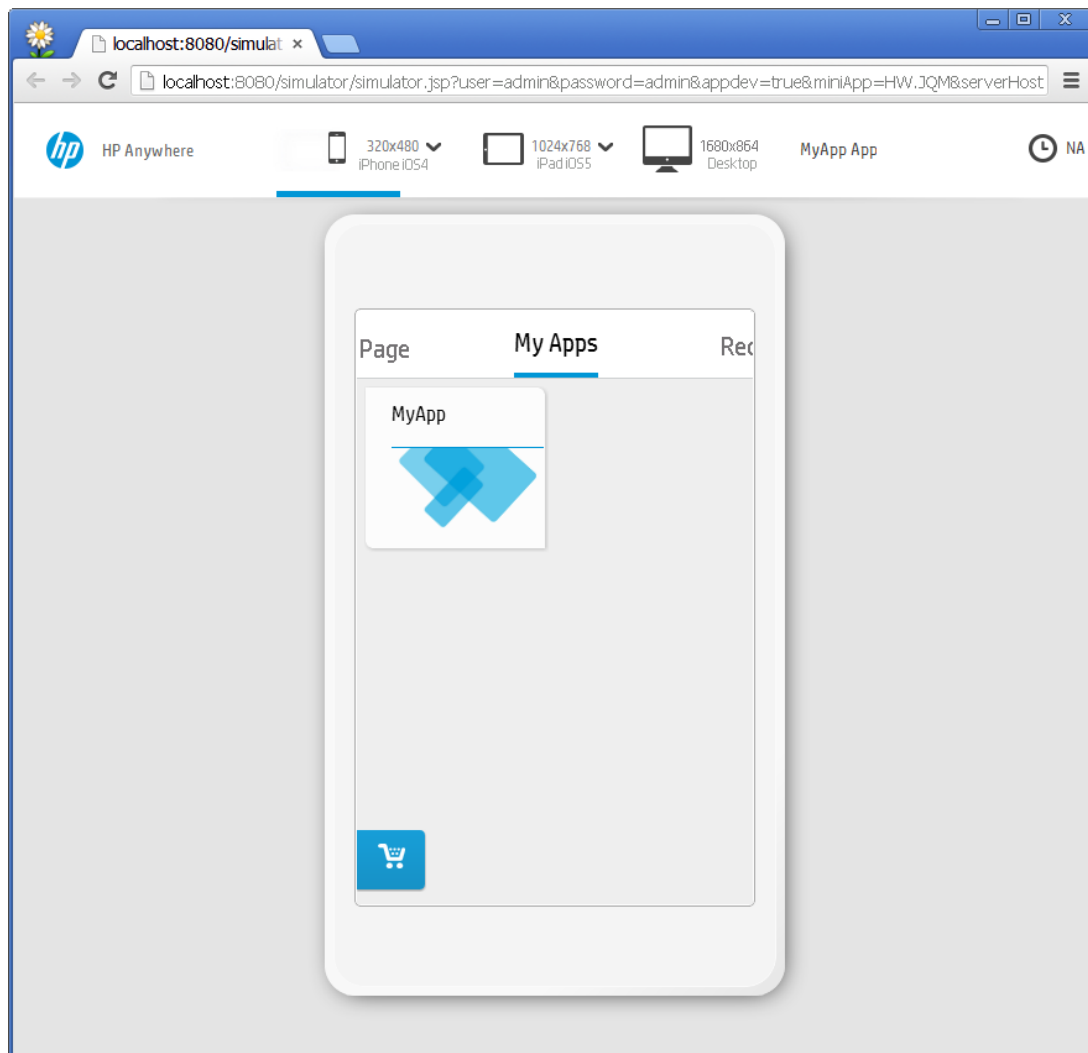 localhost:8080/simulat
localhost:8080/simulator/simulator.jsp?user=admin&password=admin&appdev=true&miniApp=HW.JQM&serverHost
hp
HP Anywhere
320x480
iPhone iOS4
1024x768
iPad iOS5
1680x864
Desktop
MyApp App
NA
Page
My Apps
Rec
MyApp